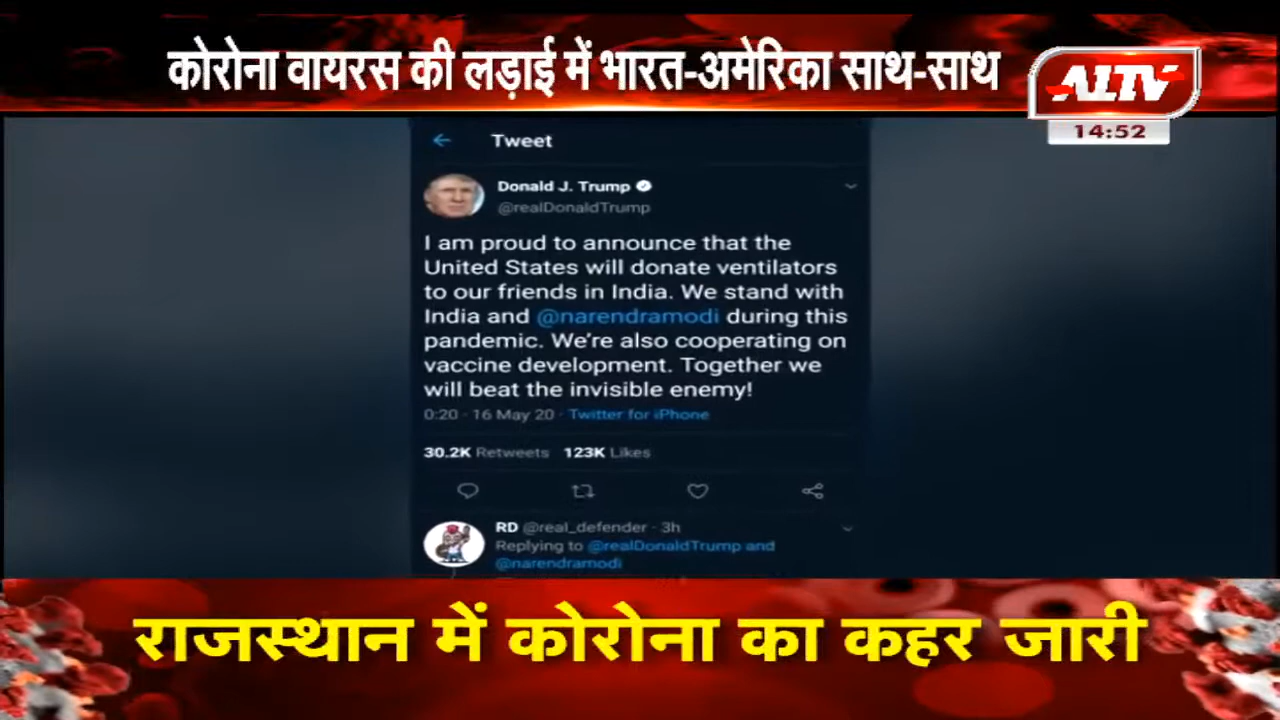 कोरोना वायरस की लड़ाई में भारत-अमेरिका साथ-साथ
ALTV
14:52
Tweet
Donald J. Trump
@realDonaldTrump
I am proud to announce that the
United States will donate ventilators
to our friends in India. We stand with
India and @narendramodi during this
pandemic. We're also cooperating on
vaccine development. Together we
will beat the invisible enemy!
0:20 · 16 May 20 · Twitter for iPhone
30.2K Retweets 123K Likes
RD @real_defender · 3h
Replying to @realDonaldTrump and
@narendramodi
राजस्थान में कोरोना का कहर जारी